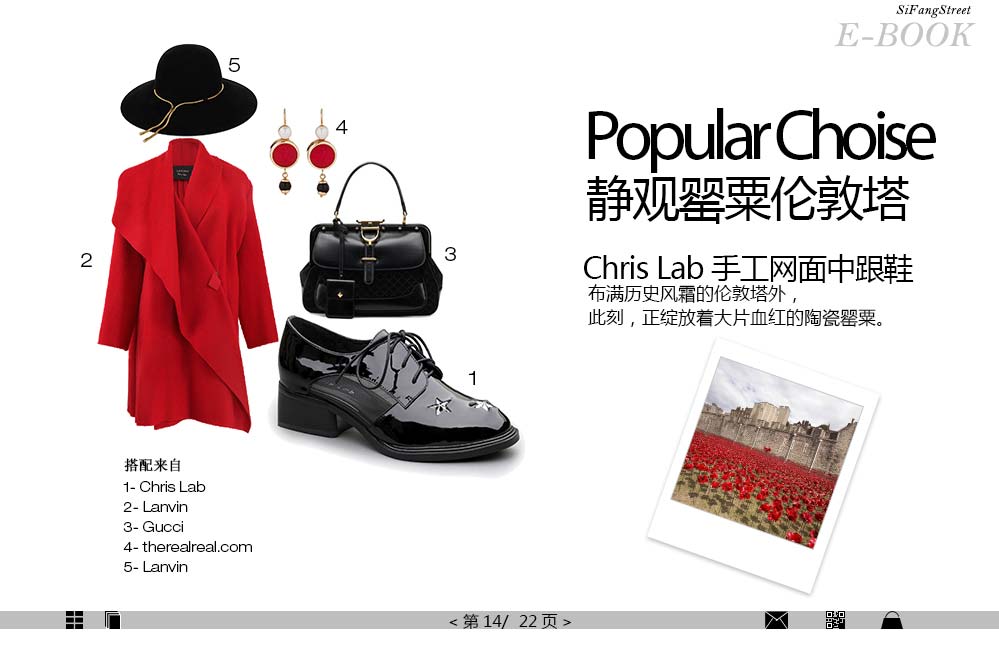 SiFangStreet
E-BOOK
5
4
2
3
1
Popular Choise
静观罂粟伦敦塔
Chris Lab 手工网面中跟鞋
布满历史风霜的伦敦塔外，
此刻，正绽放着大片血红的陶瓷罂粟。
搭配来自
1- Chris Lab
2- Lanvin
3- Gucci
4- therealreal.com
5- Lanvin
< 第 14/ 22 页 >